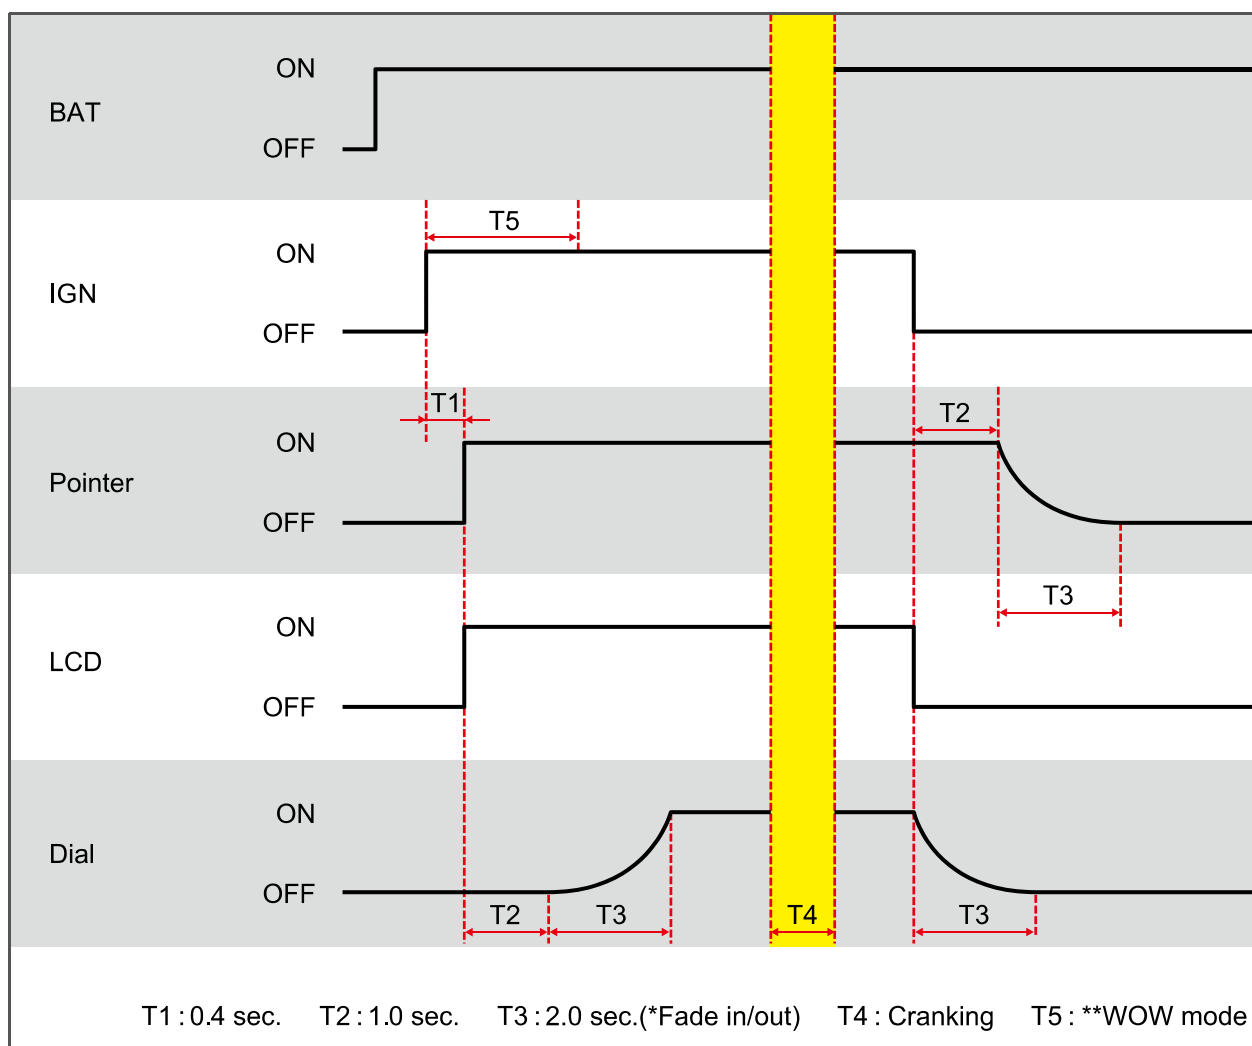 ON
BAT
OFF
T5
ON
IGN
OFF
T1
T2
ON
Pointer
OFF
T3
ON
LCD
OFF
ON
Dial
OFF
T2 T3 T4 T3
T1 : 0.4 sec. T2 : 1.0 sec. T3 : 2.0 sec.(*Fade in/out) T4 : Cranking T5 : **WOW mode